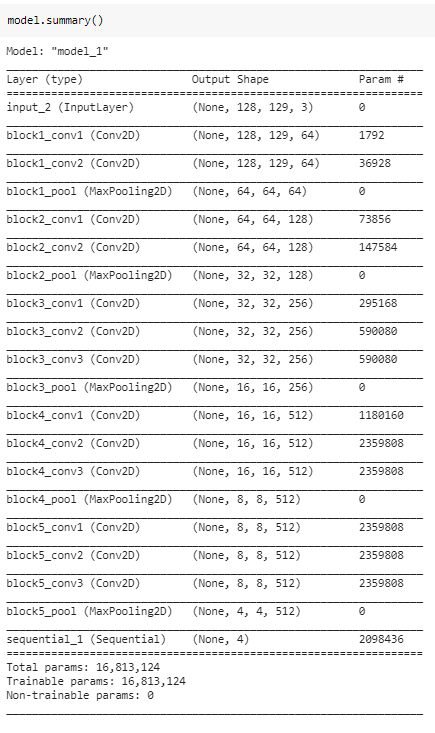 model.summary()
Model: "model_1"
Layer (type) Output Shape Param #
input_2 (InputLayer) (None, 128, 129, 3) 0
block1_conv1 (Conv2D) (None, 128, 129, 64) 1792
block1_conv2 (Conv2D) (None, 128, 129, 64) 36928
block1_pool (MaxPooling2D) (None, 64, 64, 64) 0
block2_conv1 (Conv2D) (None, 64, 64, 128) 73856
block2_conv2 (Conv2D) (None, 64, 64, 128) 147584
block2_pool (MaxPooling2D) (None, 32, 32, 128) 0
block3_conv1 (Conv2D) (None, 32, 32, 256) 295168
block3_conv2 (Conv2D) (None, 32, 32, 256) 590080
block3_conv3 (Conv2D) (None, 32, 32, 256) 590080
block3_pool (MaxPooling2D) (None, 16, 16, 256) 0
block4_conv1 (Conv2D) (None, 16, 16, 512) 1180160
block4_conv2 (Conv2D) (None, 16, 16, 512) 2359808
block4_conv3 (Conv2D) (None, 16, 16, 512) 2359808
block4_pool (MaxPooling2D) (None, 8, 8, 512) 0
block5_conv1 (Conv2D) (None, 8, 8, 512) 2359808
block5_conv2 (Conv2D) (None, 8, 8, 512) 2359808
block5_conv3 (Conv2D) (None, 8, 8, 512) 2359808
block5_pool (MaxPooling2D) (None, 4, 4, 512) 0
sequential_1 (Sequential) (None, 4) 2098436
Total params: 16,813,124
Trainable params: 16,813,124
Non-trainable params: 0